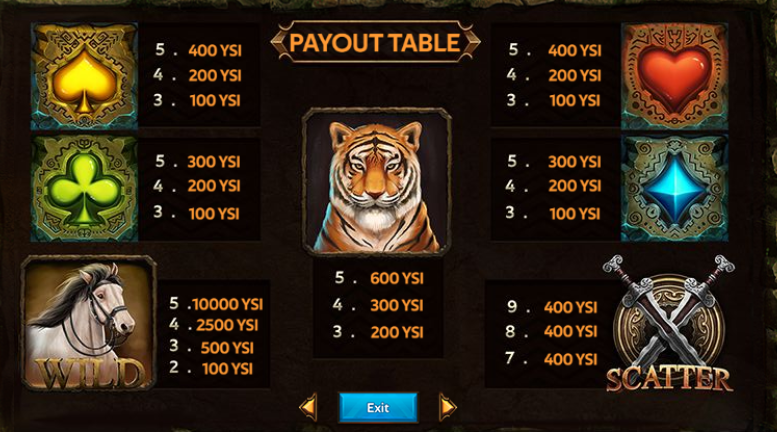 PAYOUT TABLE
5 . 400 YSI
4 . 200 YSI
3 . 100 YSI
5 . 400 YSI
4 . 200 YSI
3 . 100 YSI
5 . 300 YSI
4 . 200 YSI
3 . 100 YSI
5 . 300 YSI
4 . 200 YSI
3 . 100 YSI
WILD
5 .10000 YSI
4 . 2500 YSI
3 . 500 YSI
2 . 100 YSI
5 . 600 YSI
4 . 300 YSI
3 . 200 YSI
9 . 400 YSI
8 . 400 YSI
7 . 400 YSI
SCATTER
Exit